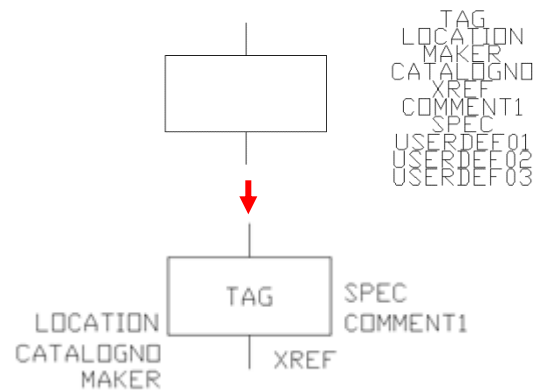 TAG
LOCATION
MAKER
CATALOGNO
XREF
COMMENT1
SPEC
USERDEF01
USERDEF02
USERDEF03
TAG
SPEC
LOCATION
COMMENT1
CATALOGNO
XREF
MAKER